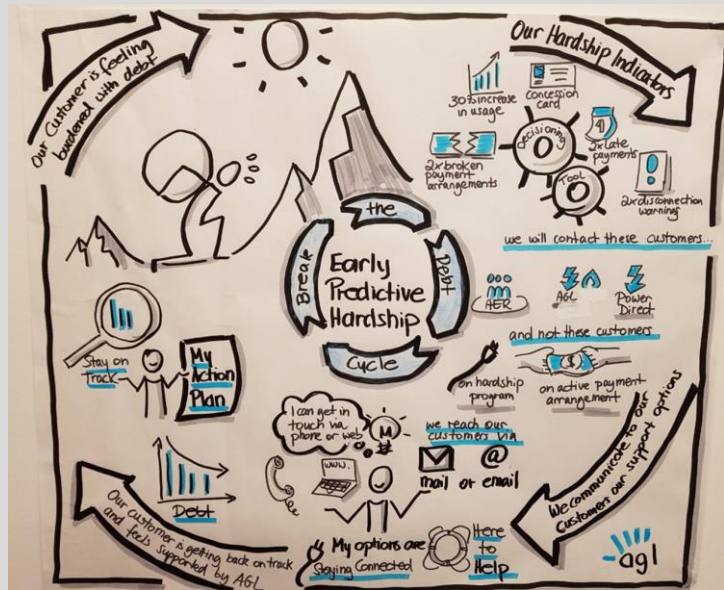 Our Customer is feeling
burdened with debt
Our Hardship Indicators
30% increase
in usage
concession
card
2x broken
payment
arrangements
Decisioning
Tool
late
payments
2x disconnection
warnings
we will contact these customers...
AER
AGL
Power
Direct
and not these customers
on hardship
program
on active payment
arrangement
We communicate to our
customers our support options
Break
the
Debt
Cycle
Early
Predictive
Hardship
we reach our
customers via
mail or email
@
I can get in
touch via
phone or web
www.
My options are
Staying Connected
Here
to
Help
agl
Our customer is getting back on track
and feels supported by AGL
Debt
Stay on
Track
My
Action
Plan